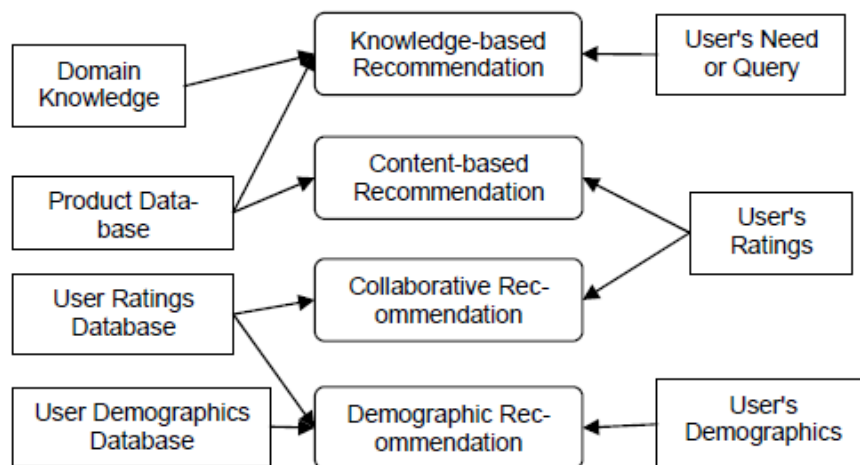 Knowledge-based
Recommendation
User's Need
or Query
Domain
Knowledge
Content-based
Recommendation
Product Data-
base
User's
Ratings
User Ratings
Database
Collaborative Rec-
ommendation
User Demographics
Database
Demographic Rec-
ommendation
User's
Demographics